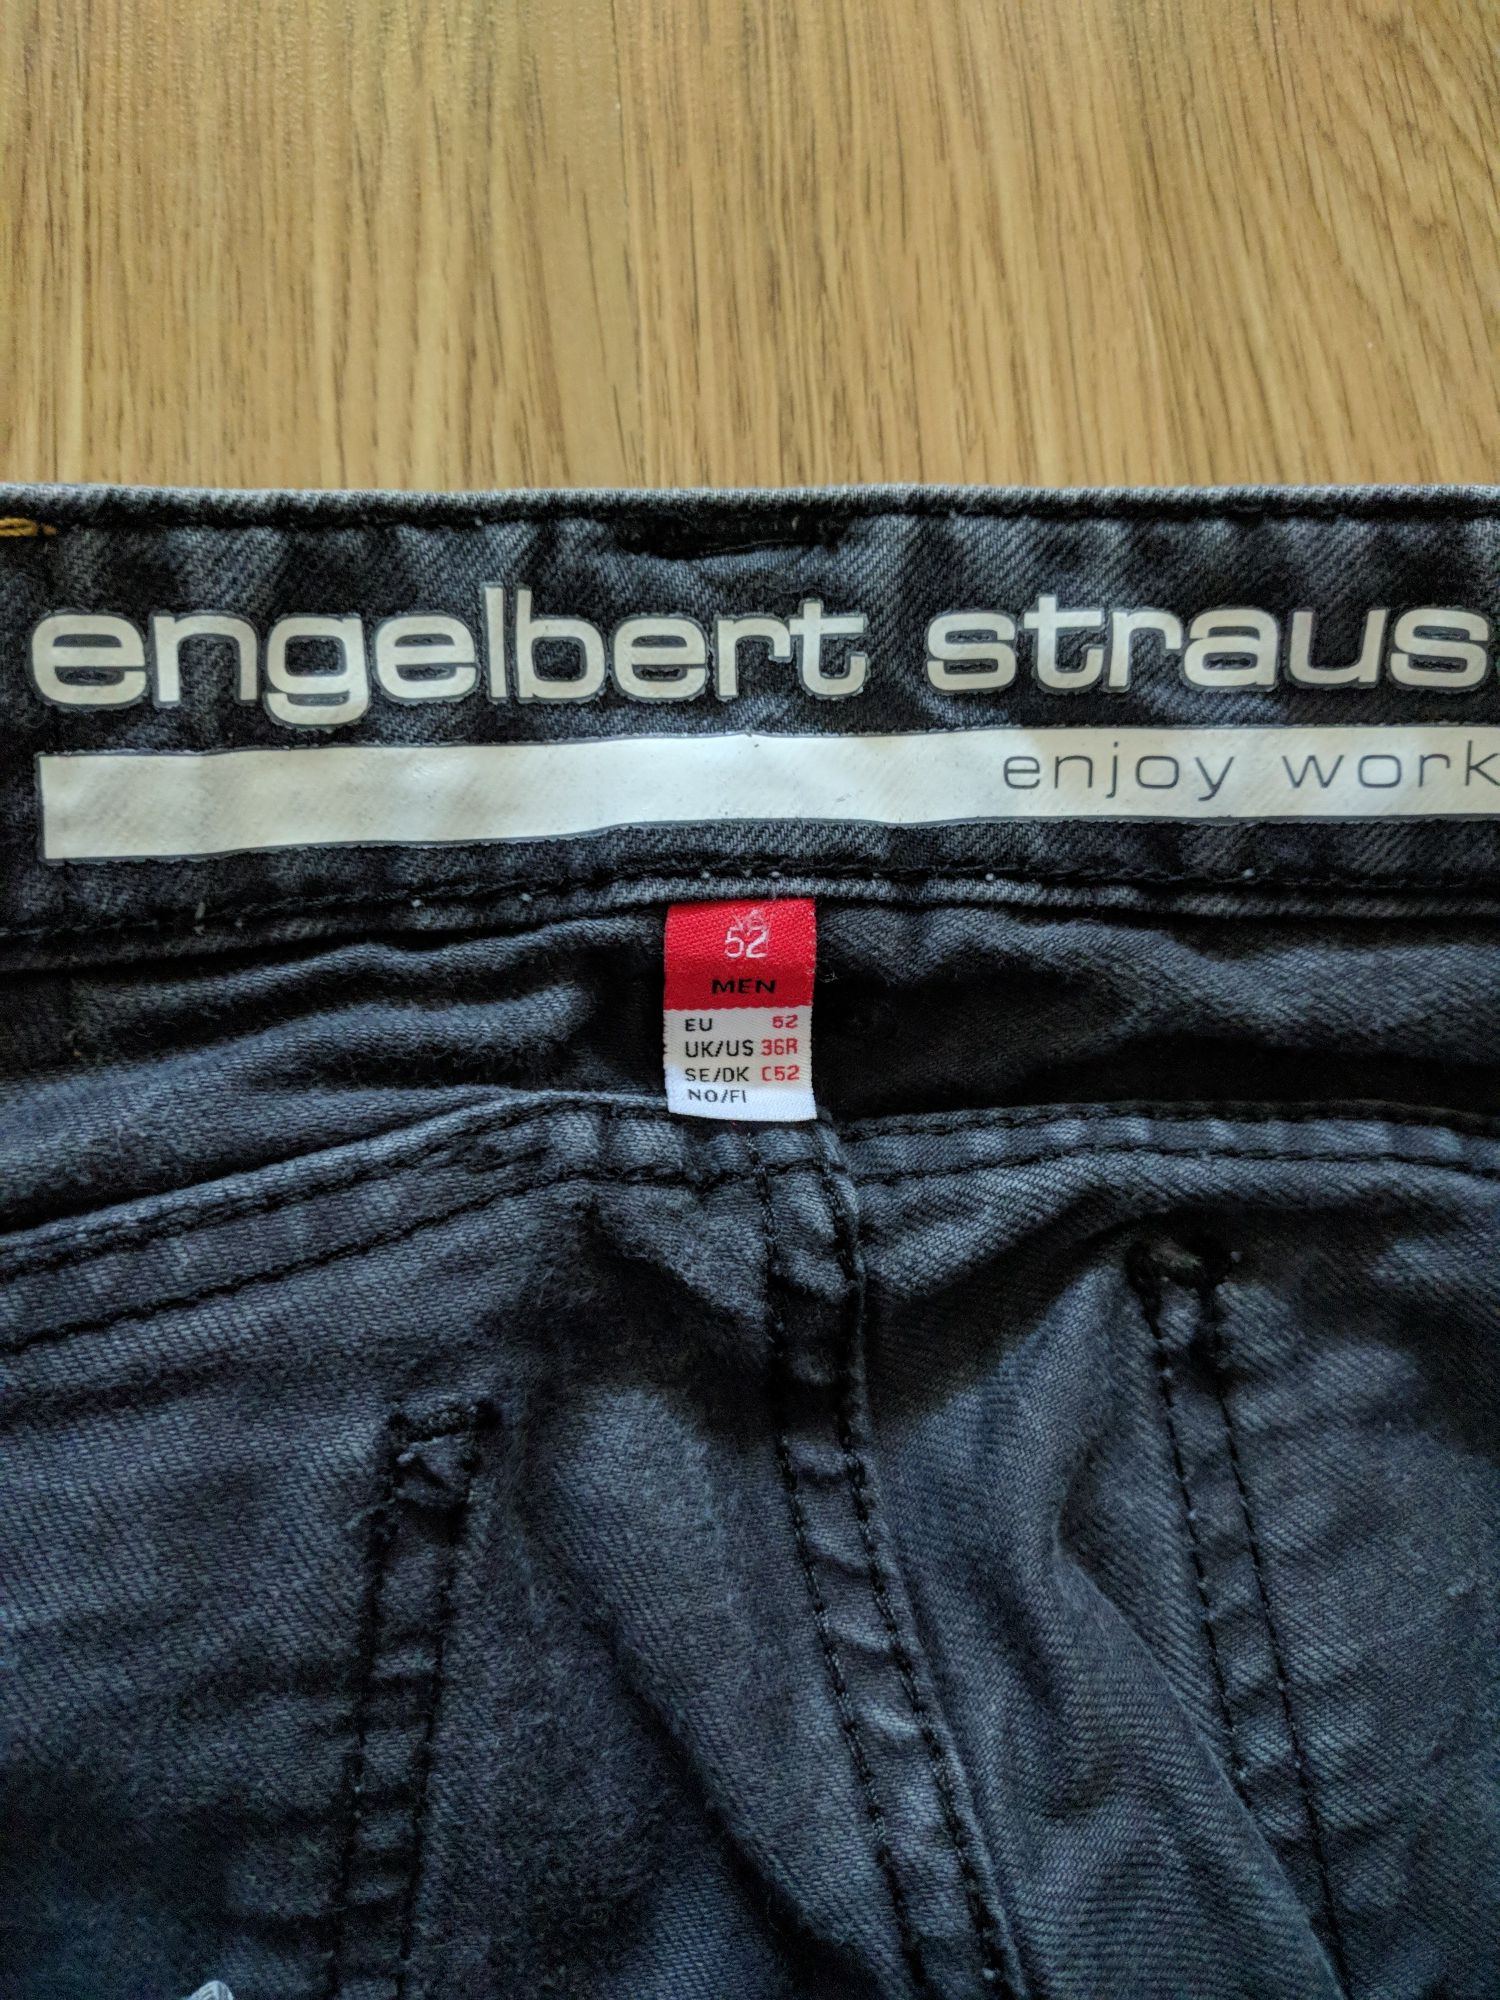 engelbert straus
enjoy work
52
MEN
EU 52
UK/US 36R
SE/DK C52
NO/FI